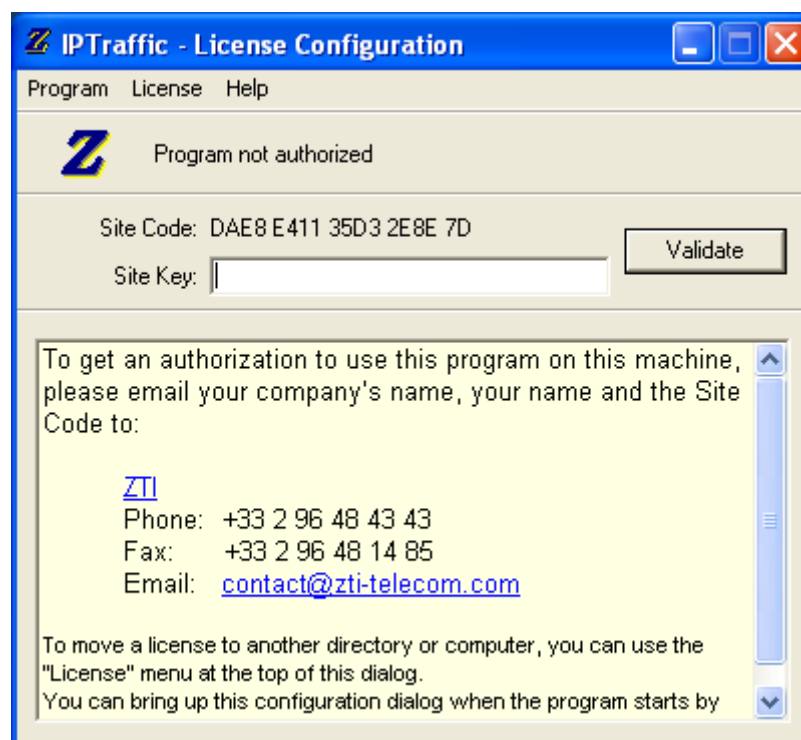 Z IPTraffic - License Configuration
Program License Help
Z Program not authorized
Site Code: DAE8 E411 35D3 2E8E 7D
Validate
Site Key:
To get an authorization to use this program on this machine,
please email your company's name, your name and the Site
Code to:
ZTI
Phone: +33 2 96 48 43 43
Fax: +33 2 96 48 14 85
Email: contact@zti-telecom.com
To move a license to another directory or computer, you can use the
"License" menu at the top of this dialog.
You can bring up this configuration dialog when the program starts by